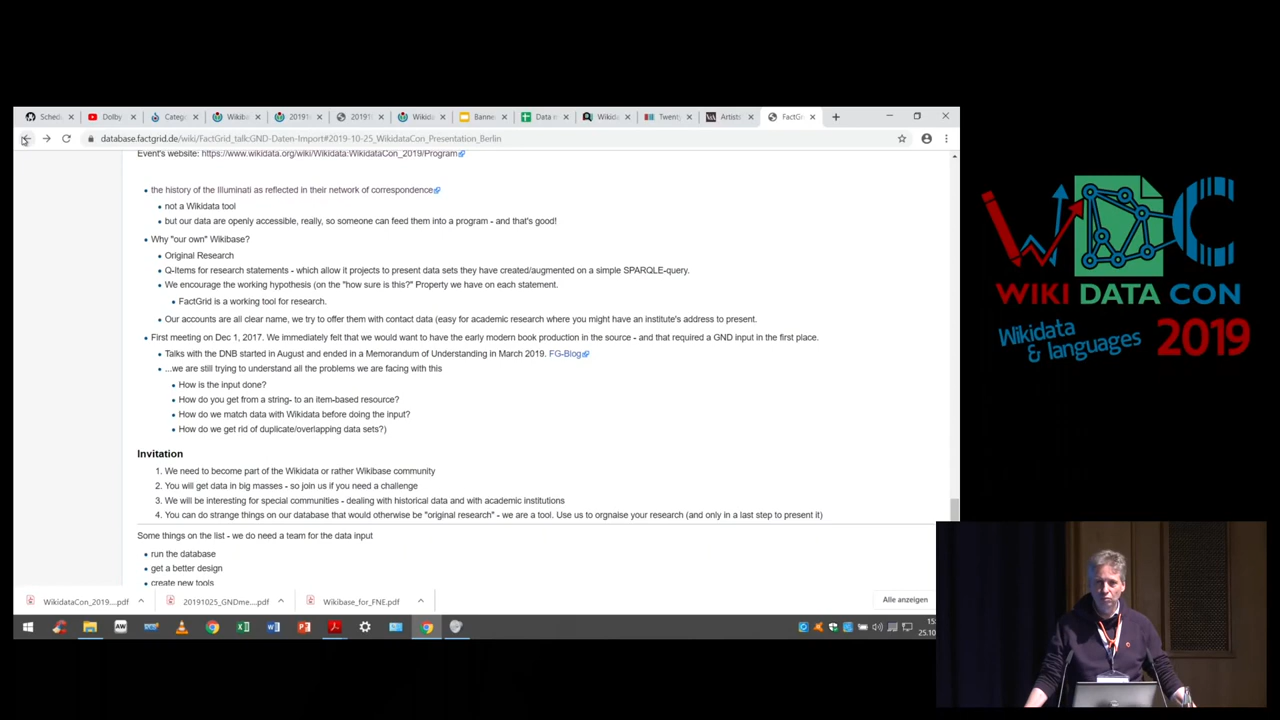 Sched
Dolby
Categ
Wikiba
20191
20191
Wikida
Banne
Data in
Wikida
Twenty
Artists
FactGr
database.factgrid.de/wiki/FactGrid_talk:GND-Daten-Import#2019-10-25_WikidataCon_Presentation_Berlin
Event's website: https://www.wikidata.org/wiki/Wikidata:WikidataCon_2019/Program
the history of the Illuminati as reflected in their network of correspondence
not a Wikidata tool
but our data are openly accessible, really, so someone can feed them into a program - and that's good!
Why "our own" Wikibase?
Original Research
Q-Items for research statements - which allow it projects to present data sets they have created/augmented on a simple SPARQLE-query.
We encourage the working hypothesis (on the "how sure is this?" Property we have on each statement.
FactGrid is a working tool for research.
Our accounts are all clear name, we try to offer them with contact data (easy for academic research where you might have an institute's address to present.
First meeting on Dec 1, 2017. We immediately felt that we would want to have the early modern book production in the source - and that required a GND input in the first place.
Talks with the DNB started in August and ended in a Memorandum of Understanding in March 2019. FG-Blog
...we are still trying to understand all the problems we are facing with this
How is the input done?
How do you get from a string- to an item-based resource?
How do we match data with Wikidata before doing the input?
How do we get rid of duplicate/overlapping data sets?)
Invitation
1. We need to become part of the Wikidata or rather Wikibase community
2. You will get data in big masses - so join us if you need a challenge
3. We will be interesting for special communities - dealing with historical data and with academic institutions
4. You can do strange things on our database that would otherwise be "original research" - we are a tool. Use us to orgnaise your research (and only in a last step to present it)
Some things on the list - we do need a team for the data input
run the database
get a better design
create new tools
WikidataCon_2019....pdf
20191025_GNDme....pdf
Wikibase_for_FNE.pdf
Alle anzeigen
AW
25.10
WDC
WIKI DATA CON
Wikidata
& languages
2019